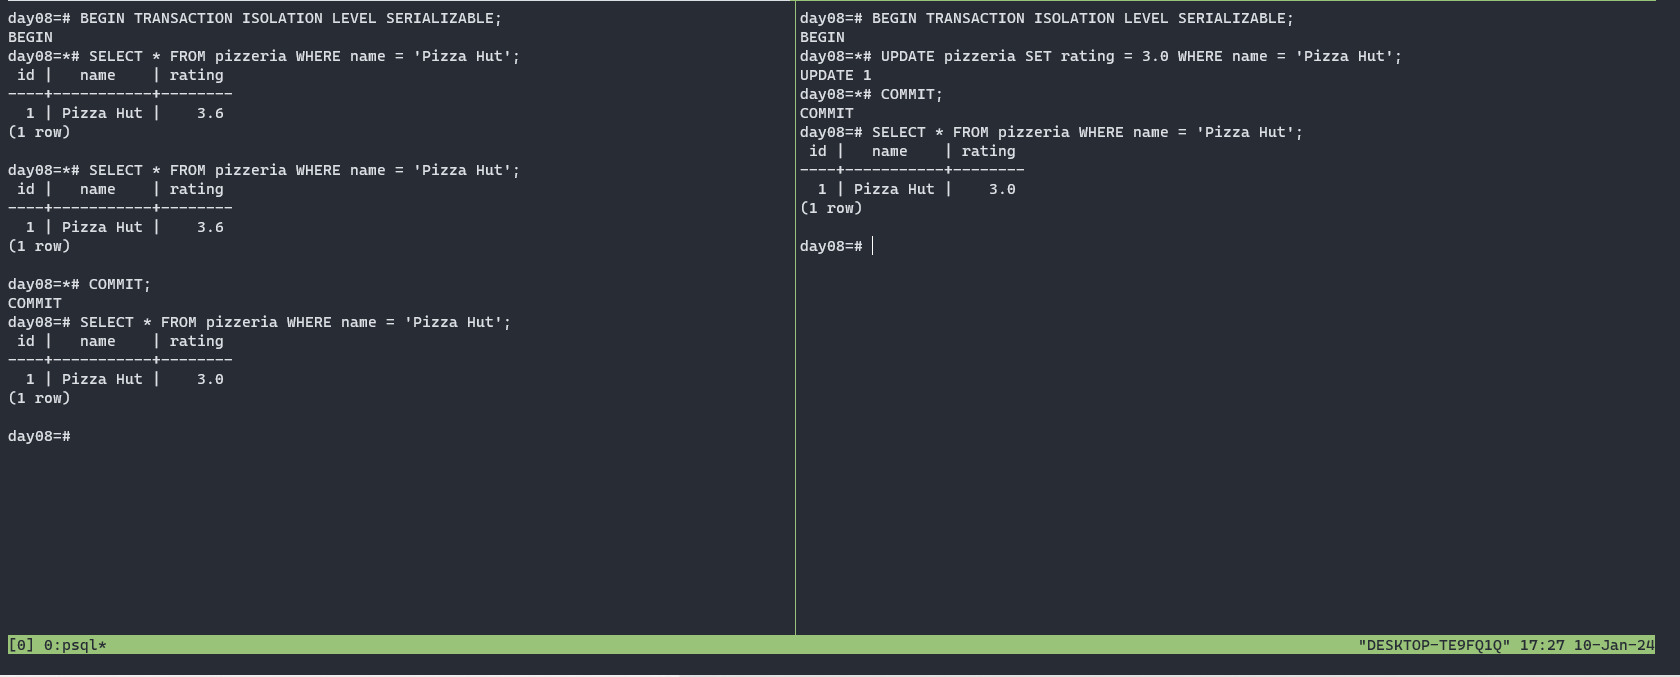 day08=# BEGIN TRANSACTION ISOLATION LEVEL SERIALIZABLE;
BEGIN
day08=*# SELECT * FROM pizzeria WHERE name = 'Pizza Hut';
 id |   name    | rating
----+-----------+--------
  1 | Pizza Hut |    3.6
(1 row)

day08=*# SELECT * FROM pizzeria WHERE name = 'Pizza Hut';
 id |   name    | rating
----+-----------+--------
  1 | Pizza Hut |    3.6
(1 row)

day08=*# COMMIT;
COMMIT
day08=# SELECT * FROM pizzeria WHERE name = 'Pizza Hut';
 id |   name    | rating
----+-----------+--------
  1 | Pizza Hut |    3.0
(1 row)

day08=#
day08=# BEGIN TRANSACTION ISOLATION LEVEL SERIALIZABLE;
BEGIN
day08=*# UPDATE pizzeria SET rating = 3.0 WHERE name = 'Pizza Hut';
UPDATE 1
day08=*# COMMIT;
COMMIT
day08=# SELECT * FROM pizzeria WHERE name = 'Pizza Hut';
 id |   name    | rating
----+-----------+--------
  1 | Pizza Hut |    3.0
(1 row)

day08=#
[0] 0:psql*
"DESKTOP-TE9FQ1Q" 17:27 10-Jan-24